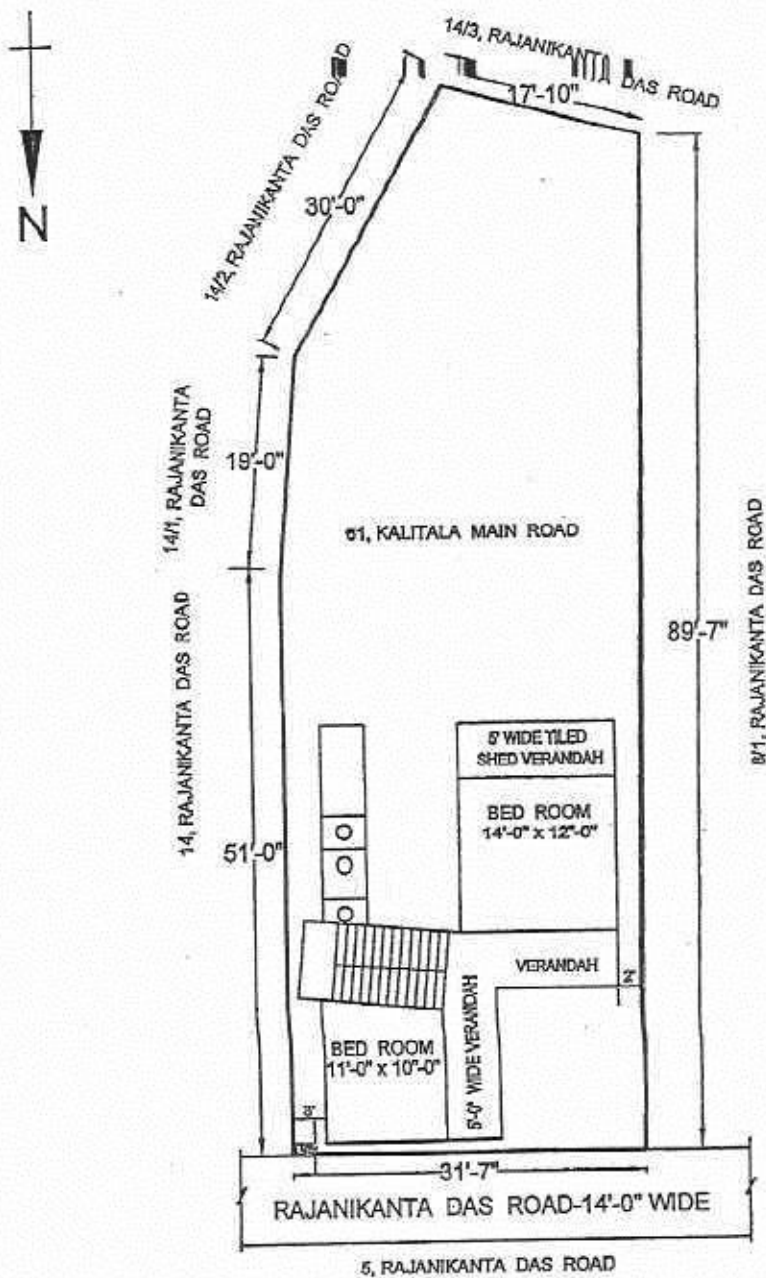 14/3, RAJANIKANTA DAS ROAD
17'-10"
14/2, RAJANIKANTA DAS ROAD
30'-0"
N
14/1, RAJANIKANTA
DAS ROAD
19'-0"
61, KALITALA MAIN ROAD
89'-7"
8/1, RAJANIKANTA DAS ROAD
14, RAJANIKANTA DAS ROAD
51'-0"
5' WIDE TILED
SHED VERANDAH
BED ROOM
14'-0" x 12"-0"
VERANDAH
2'
5'-0" WIDE VERANDAH
BED ROOM
11'-0" x 10"-0"
3'
31'-7"
RAJANIKANTA DAS ROAD-14'-0" WIDE
5, RAJANIKANTA DAS ROAD